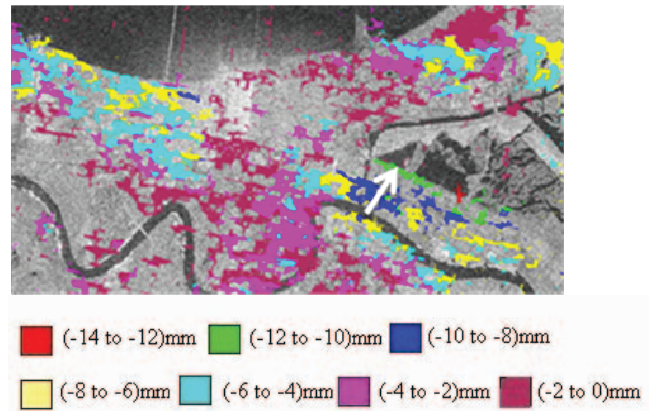 (-14 to -12)mm (-12 to -10)mm (-10 to -8)mm
(-8 to -6)mm (-6 to -4)mm (-4 to -2)mm (-2 to 0)mm